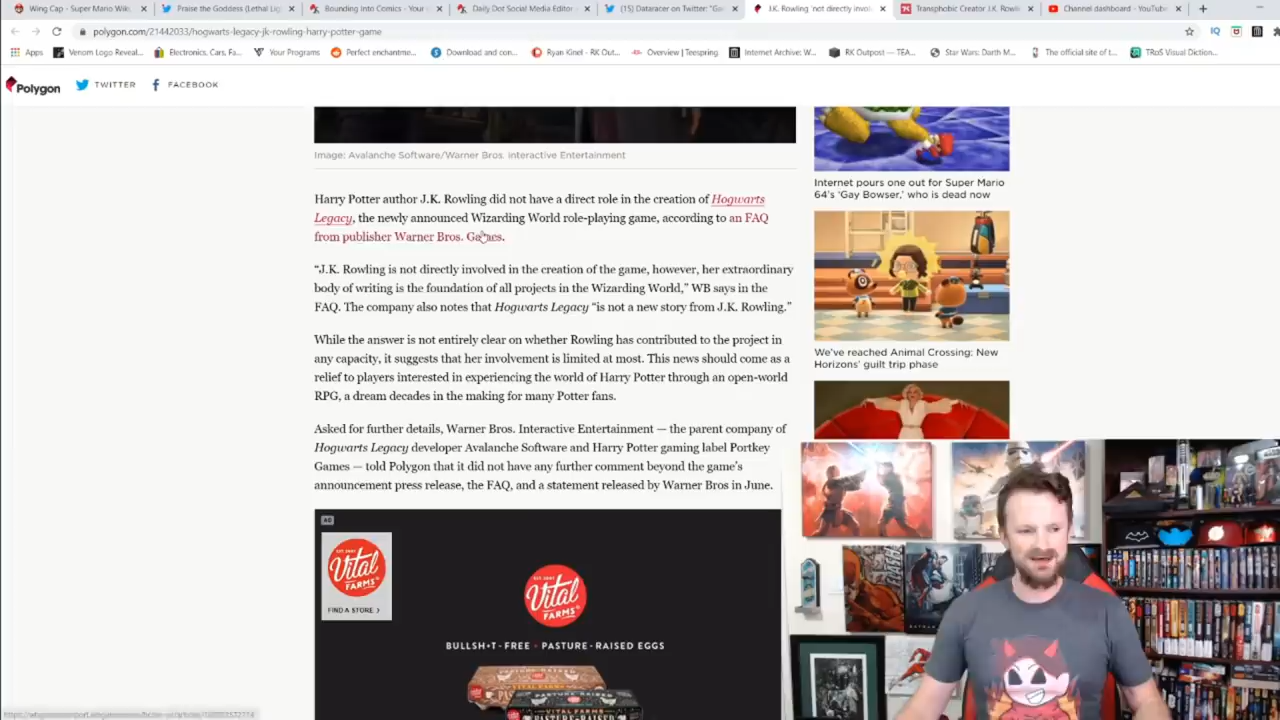 Wing Cap - Super Mario Wiki
Praise the Goddess (Lethal Li
Bounding Into Comics - Your
Daily Dot Social Media Editor
(15) Dataracer on Twitter: "Go
J.K. Rowling 'not directly invol
Transphobic Creator J.K. Rowli
Channel dashboard - YouTube
polygon.com/21442033/hogwarts-legacy-jk-rowling-harry-potter-game
Apps
Venom Logo Reveal...
Electronics, Cars, Fa...
Your Programs
Perfect enchantme...
Download and con...
Ryan Kinel - RK Out...
Overview | Teespring
Internet Archive: W...
RK Outpost — TEA...
Star Wars: Darth M...
The official site of t...
TRoS Visual Diction...
Polygon
TWITTER
FACEBOOK
Image: Avalanche Software/Warner Bros. interactive Entertainment
Harry Potter author J.K. Rowling did not have a direct role in the creation of Hogwarts
Legacy, the newly announced Wizarding World role-playing game, according to an FAQ
from publisher Warner Bros. Games.
“J.K. Rowling is not directly involved in the creation of the game, however, her extraordinary
body of writing is the foundation of all projects in the Wizarding World,” WB says in the
FAQ. The company also notes that Hogwarts Legacy “is not a new story from J.K. Rowling.”
While the answer is not entirely clear on whether Rowling has contributed to the project in
any capacity, it suggests that her involvement is limited at most. This news should come as a
relief to players interested in experiencing the world of Harry Potter through an open-world
RPG, a dream decades in the making for many Potter fans.
Asked for further details, Warner Bros. Interactive Entertainment — the parent company of
Hogwarts Legacy developer Avalanche Software and Harry Potter gaming label Portkey
Games — told Polygon that it did not have any further comment beyond the game’s
announcement press release, the FAQ, and a statement released by Warner Bros in June.
Internet pours one out for Super Mario
64’s ‘Gay Bowser,’ who is dead now
We’ve reached Animal Crossing: New
Horizons’ guilt trip phase
AD
Vital
FARMS
FIND A STORE >
Vital
FARMS
BULLSH+T-FREE • PASTURE-RAISED EGGS
VITAL FARMS
PASTURE-RAISED